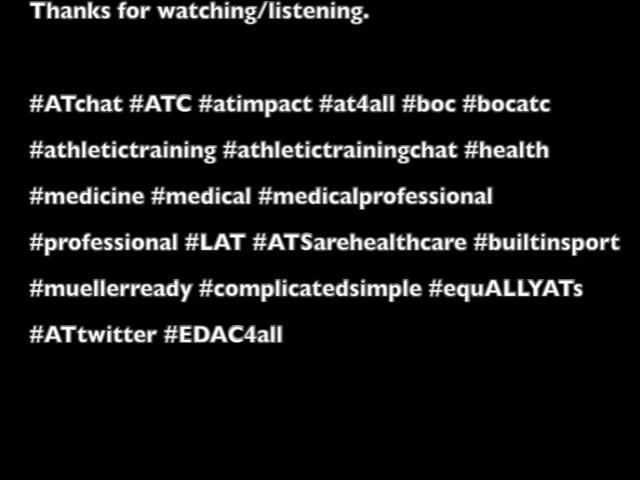 Thanks for watching/listening.
#ATchat #ATC #atimpact #at4all #boc #bocatc
#athletictraining #athletictrainingchat #health
#medicine #medical #medicalprofessional
#professional #LAT #ATSarehealthcare #builtinsport
#muellerready #complicatedsimple #equALLYATs
#ATtwitter #EDAC4all